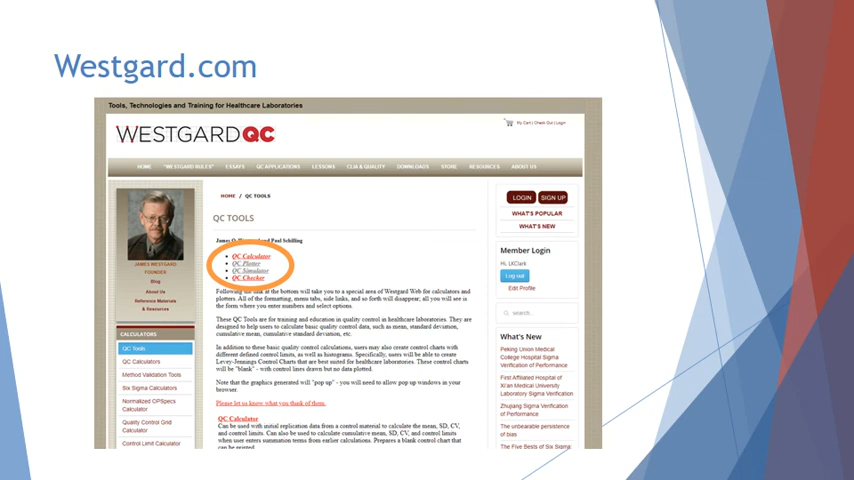 Westgard.com
Tools, Technologies and Training for Healthcare Laboratories
WESTGARD QC
My Cart | Check Out | Login
HOME "WESTGARD RULES" ESSAYS QC APPLICATIONS LESSONS CLIA & QUALITY DOWNLOADS STORE RESOURCES ABOUT US
JAMES WESTGARD
FOUNDER
Blog
About Us
Reference Materials
& Resources
CALCULATORS
QC Tools
QC Calculators
Method Validation Tools
Six Sigma Calculators
Normalized OPSpecs
Calculator
Quality Control Grid
Calculator
Control Limit Calculator
HOME / QC TOOLS
QC TOOLS
James O. Westgard and Paul Schilling
QC Calculator
QC Plotter
QC Simulator
QC Checker
Following the link at the bottom will take you to a special area of Westgard Web for calculators and
plotters. All of the formatting, menu tabs, side links, and so forth will disappear; all you will see is
the form where you enter numbers and select options.
These QC Tools are for training and education in quality control in healthcare laboratories. They are
designed to help users to calculate basic quality control data, such as mean, standard deviation,
cumulative mean, cumulative standard deviation, etc.
In addition to these basic quality control calculations, users may also create control charts with
different defined control limits, as well as histograms. Specifically, users will be able to create
Levey-Jennings Control Charts that are best suited for healthcare laboratories. These control charts
will be "blank" - with control lines drawn but no data plotted.
Note that the graphics generated will "pop up" - you will need to allow pop up windows in your
browser.
Please let us know what you think of them.
QC Calculator
Can be used with initial replication data from a control material to calculate the mean, SD, CV,
and control limits. Can also be used to calculate cumulative mean, SD, CV, and control limits
when user enters summation terms from earlier calculations. Prepares a blank control chart that
can be printed
LOGIN SIGN UP
WHAT'S POPULAR
WHAT'S NEW
Member Login
Hi, UKClark
Log out
Edit Profile
search...
What's New
Peking Union Medical
College Hospital Sigma
Verification of Performance
First Affiliated Hospital of
Xi'an Medical University
Laboratory Sigma Verification
Zhujiang Sigma Verification
of Performance
The unbearable persistence
of bias
The Five Bests of Six Sigma